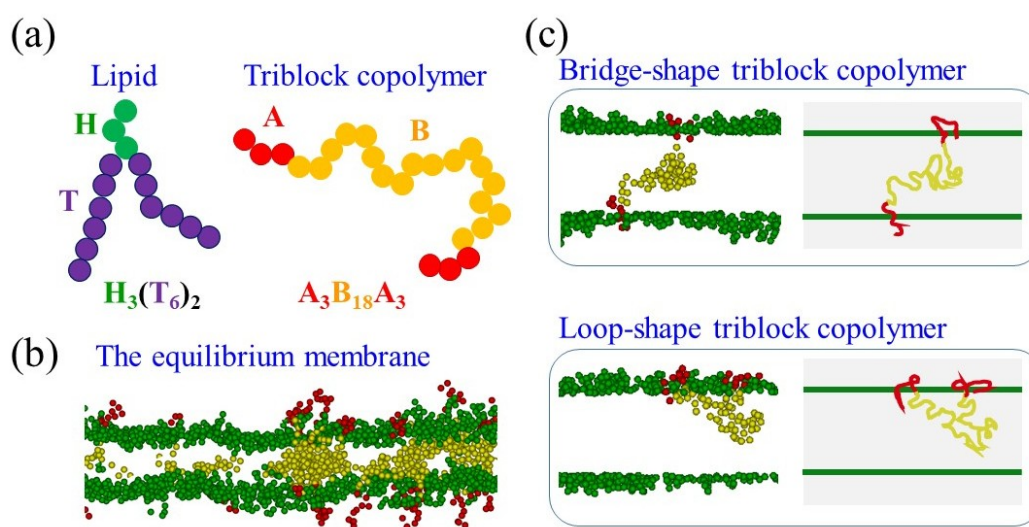 (a)
Lipid
Triblock copolymer
H
T
A
B
H₃(T₆)₂
A₃B₁₈A₃
(b)
The equilibrium membrane
(c)
Bridge-shape triblock copolymer
Loop-shape triblock copolymer